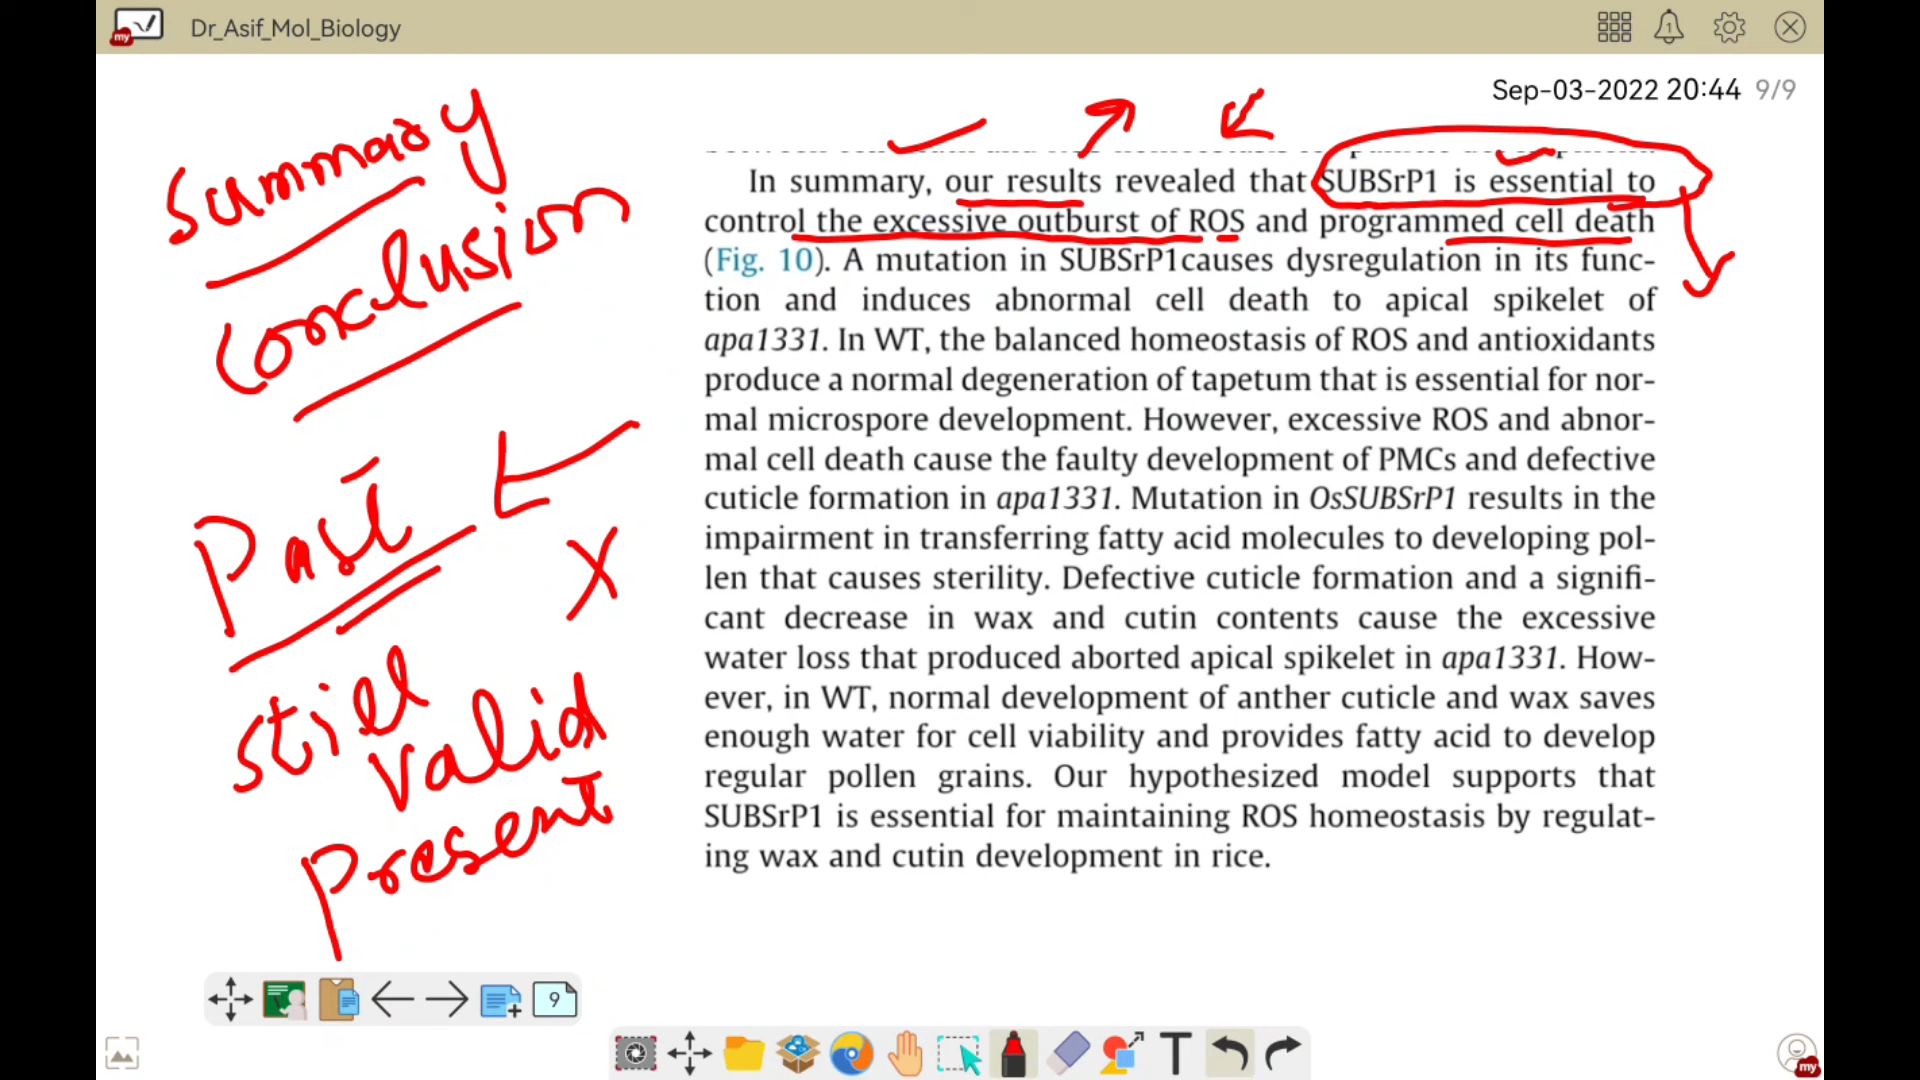 my
Dr_Asif_Mol_Biology
1
Sep-03-2022 20:44 9/9
Summary
Conclusion
Past
X
Still
valid
present
In summary, our results revealed that SUBSrP1 is essential to
control the excessive outburst of ROS and programmed cell death
(Fig. 10). A mutation in SUBSrP1causes dysregulation in its func-
tion and induces abnormal cell death to apical spikelet of
apa1331. In WT, the balanced homeostasis of ROS and antioxidants
produce a normal degeneration of tapetum that is essential for nor-
mal microspore development. However, excessive ROS and abnor-
mal cell death cause the faulty development of PMCs and defective
cuticle formation in apa1331. Mutation in OsSUBSrP1 results in the
impairment in transferring fatty acid molecules to developing pol-
len that causes sterility. Defective cuticle formation and a signifi-
cant decrease in wax and cutin contents cause the excessive
water loss that produced aborted apical spikelet in apa1331. How-
ever, in WT, normal development of anther cuticle and wax saves
enough water for cell viability and provides fatty acid to develop
regular pollen grains. Our hypothesized model supports that
SUBSrP1 is essential for maintaining ROS homeostasis by regulat-
ing wax and cutin development in rice.
9
T
my